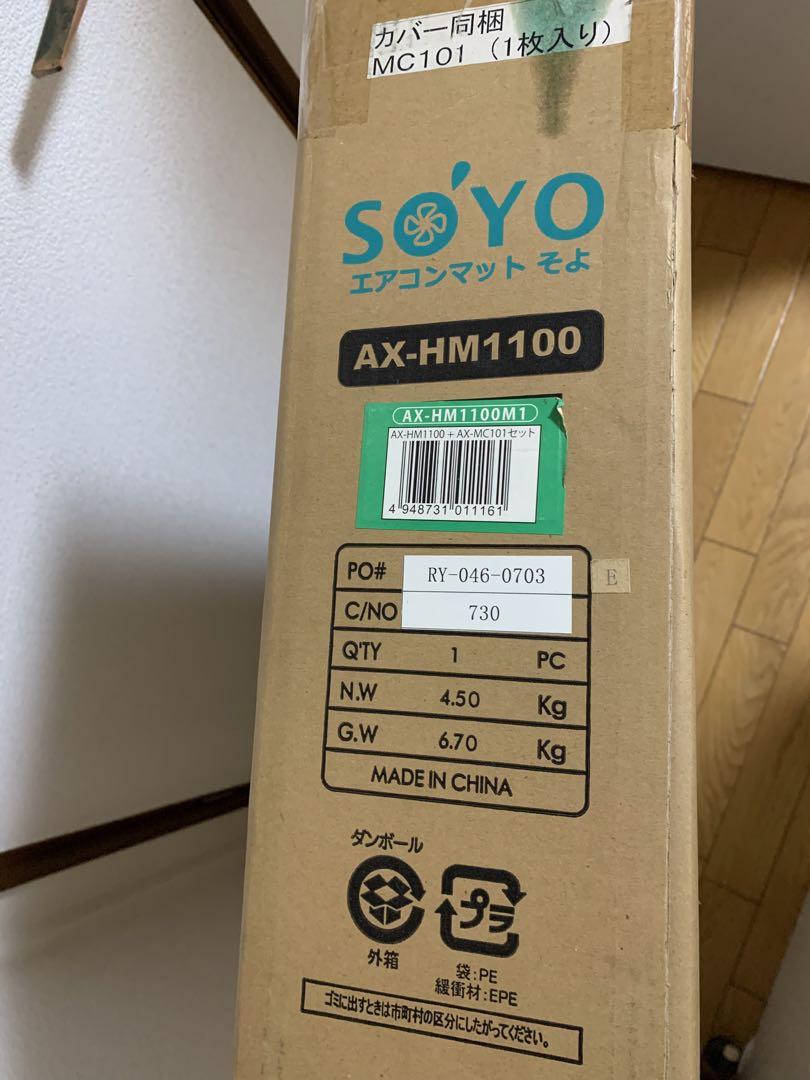 カバー同梱
MC101（1枚入り）
SO'YO
エアコンマット そよ
AX-HM1100
AX-HM1100M1
AX-HM1100 + AX-MC101セット
4 948731 011161
PO# RY-046-0703 E
C/NO 730
Q'TY 1 PC
N.W 4.50 Kg
G.W 6.70 Kg
MADE IN CHINA
ダンボール
プラ
外箱
袋:PE
緩衝材:EPE
ゴミに出すときは市町村の区分にしたがってください。